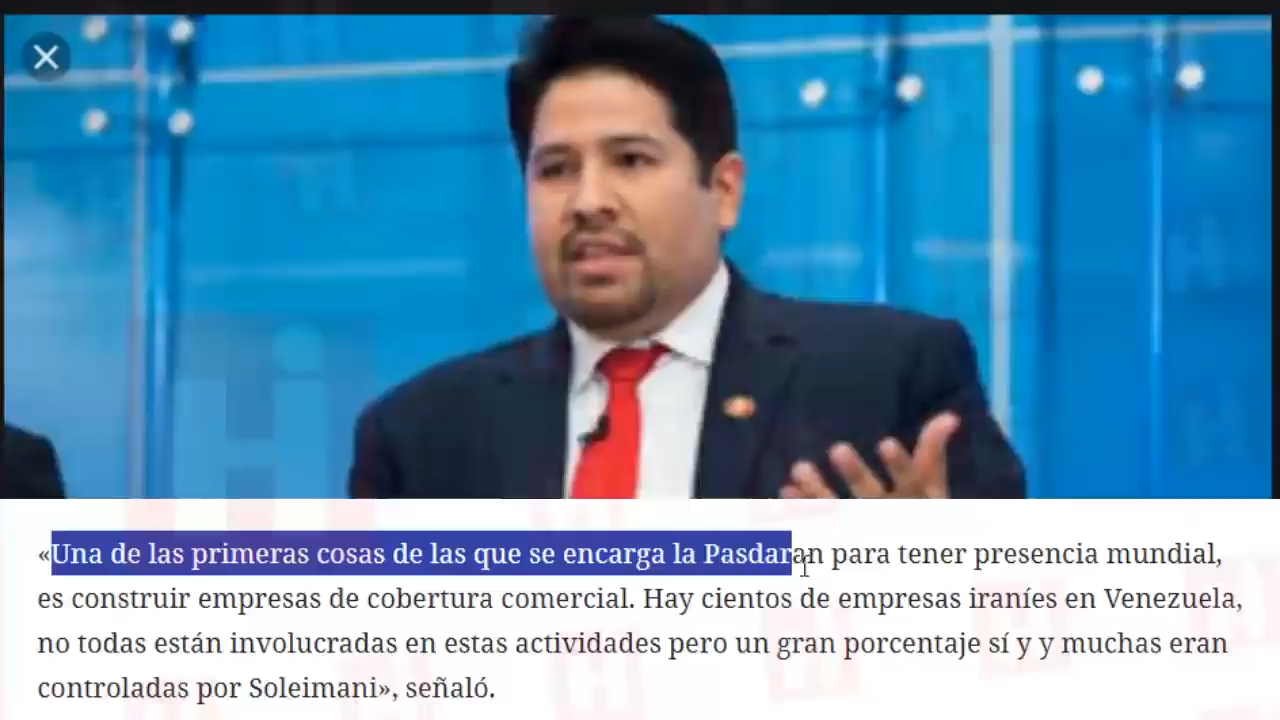 «Una de las primeras cosas de las que se encarga la Pasdaran para tener presencia mundial,
es construir empresas de cobertura comercial. Hay cientos de empresas iraníes en Venezuela,
no todas están involucradas en estas actividades pero un gran porcentaje sí y y muchas eran
controladas por Soleimani», señaló.